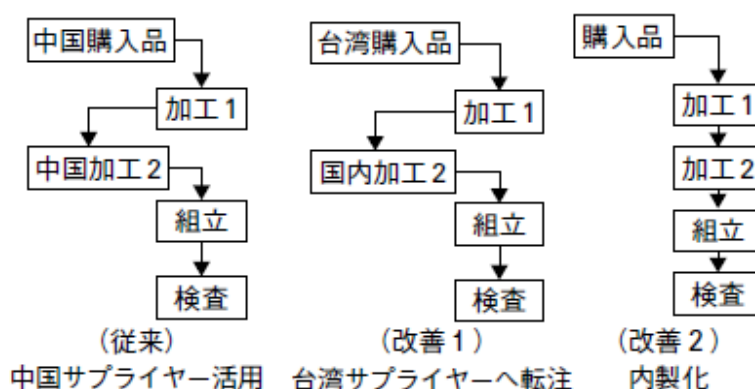 中国購入品
加工1
中国加工2
組立
検査
(従来)
中国サプライヤー活用
台湾購入品
加工1
国内加工2
組立
検査
(改善1)
台湾サプライヤーへ転注
購入品
加工1
加工2
組立
検査
(改善2)
内製化